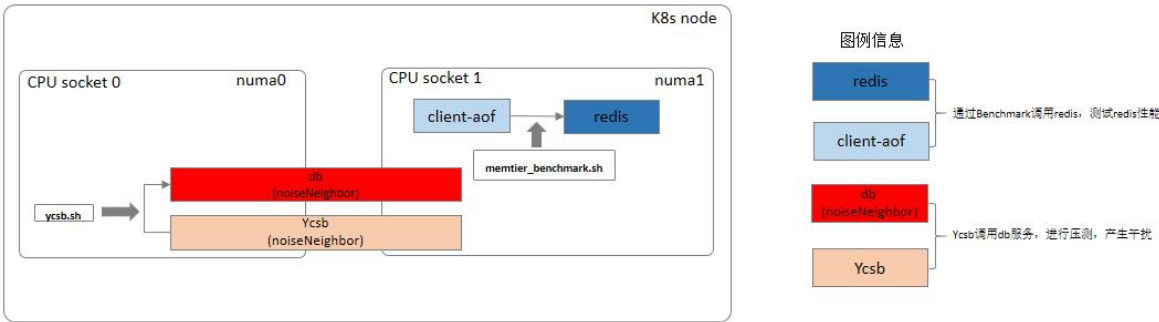 K8s node
CPU socket 0
numa0
CPU socket 1
numa1
client-aof
redis
memtier_benchmark.sh
db
(noiseNeighbor)
ycsb.sh
Ycsb
(noiseNeighbor)
图例信息
redis
client-aof
通过Benchmark调用redis，测试redis性能
db
(noiseNeighbor)
Ycsb
Ycsb调用db服务，进行压测，产生干扰